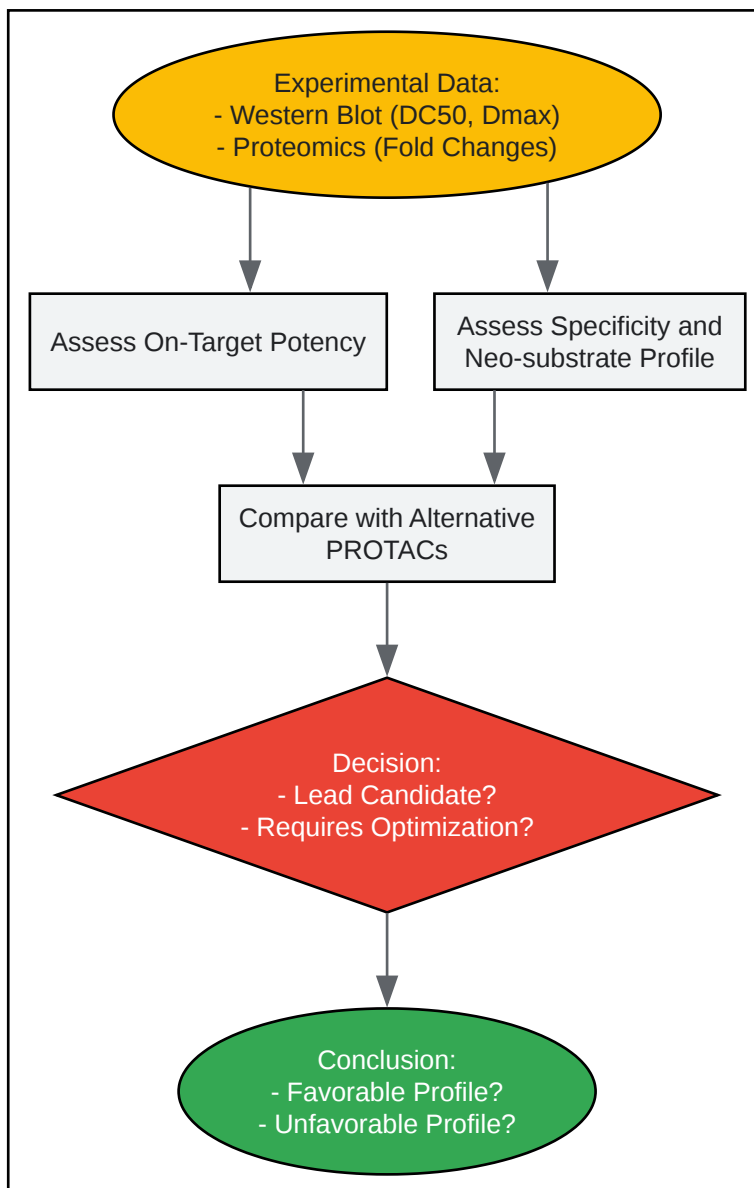 Experimental Data:
- Western Blot (DC50, Dmax)
- Proteomics (Fold Changes)
Assess On-Target Potency
Assess Specificity and
Neo-substrate Profile
Compare with Alternative
PROTACs
Decision:
- Lead Candidate?
- Requires Optimization?
Conclusion:
- Favorable Profile?
- Unfavorable Profile?